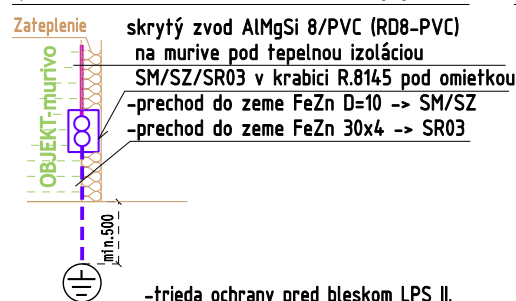 Zateplenie
skrytý zvod AlMgSi 8/PVC (RD8-PVC)
na murive pod tepelnou izoláciou
SM/SZ/SR03 v krabici R.8145 pod omietkou
-prechod do zeme FeZn D=10 -> SM/SZ
-prechod do zeme FeZn 30x4 -> SR03
OBJEKT-murivo
min.500
-trieda ochrany pred bleskom LPS II.